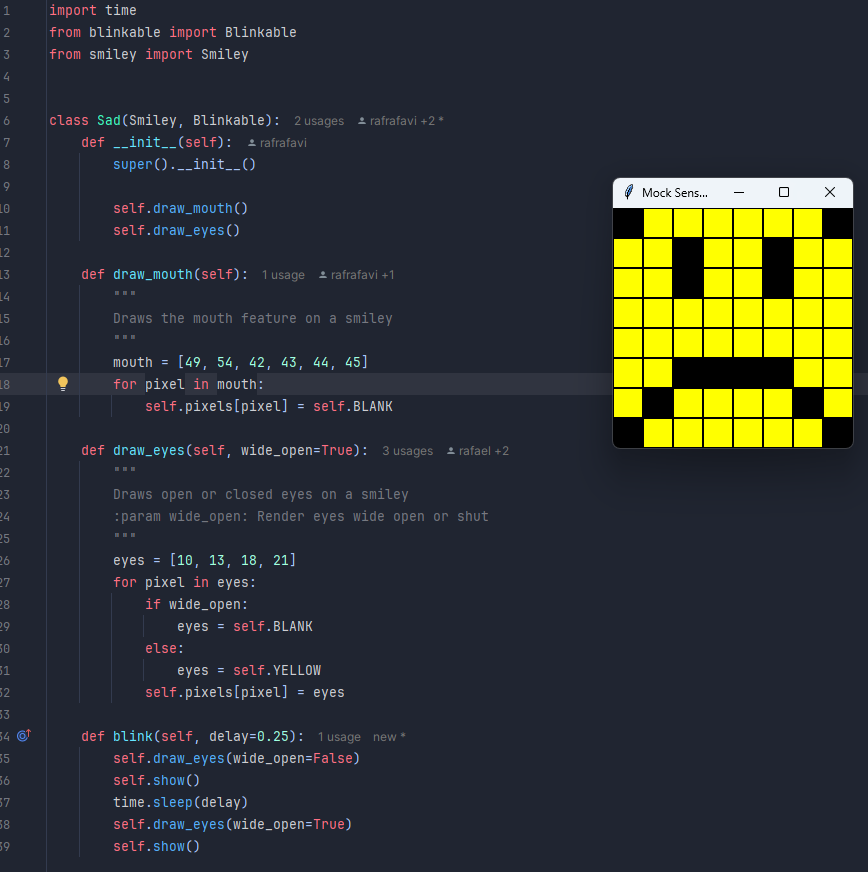 1 import time
2 from blinkable import Blinkable
3 from smiley import Smiley
4
5
6 class Sad(Smiley, Blinkable): 2 usages rafrafavi +2 *
7 def __init__(self): rafrafavi
8 super().__init__()
9
10 self.draw_mouth()
11 self.draw_eyes()
12
13 def draw_mouth(self): 1 usage rafrafavi +1
14 """
15 Draws the mouth feature on a smiley
16 """
17 mouth = [49, 54, 42, 43, 44, 45]
18 for pixel in mouth:
19 self.pixels[pixel] = self.BLANK
20
21 def draw_eyes(self, wide_open=True): 3 usages rafael +2
22 """
23 Draws open or closed eyes on a smiley
24 :param wide_open: Render eyes wide open or shut
25 """
26 eyes = [10, 13, 18, 21]
27 for pixel in eyes:
28 if wide_open:
29 eyes = self.BLANK
30 else:
31 eyes = self.YELLOW
32 self.pixels[pixel] = eyes
33
34 def blink(self, delay=0.25): 1 usage new *
35 self.draw_eyes(wide_open=False)
36 self.show()
37 time.sleep(delay)
38 self.draw_eyes(wide_open=True)
39 self.show()
Mock Sens...